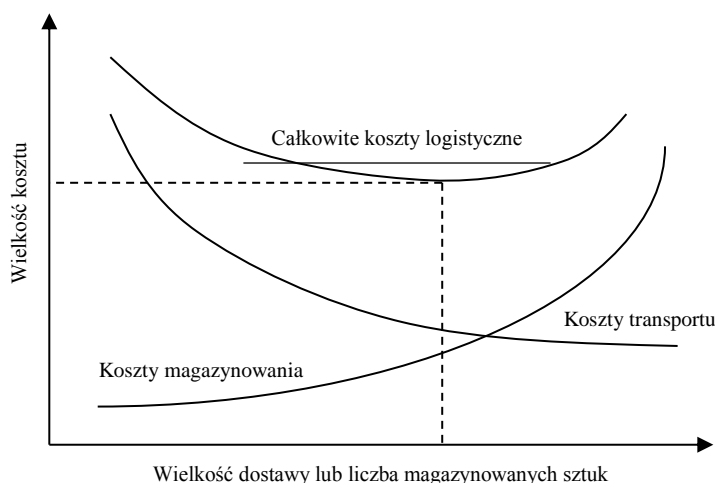 Całkowite koszty logistyczne
Wielkość kosztu
Koszty transportu
Koszty magazynowania
Wielkość dostawy lub liczba magazynowanych sztuk